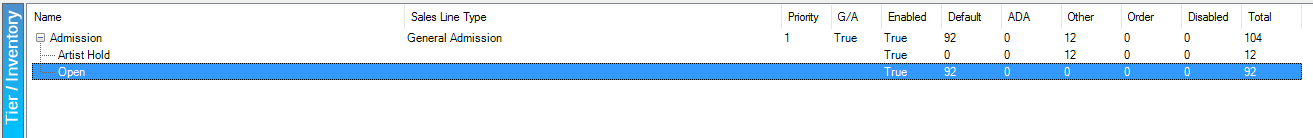 Tier / Inventory
Name Sales Line Type Priority G/A Enabled Default ADA Other Order Disabled Total
Admission General Admission 1 True True 92 0 12 0 0 104
Artist Hold True 0 0 12 0 0 12
Open True 92 0 0 0 0 92